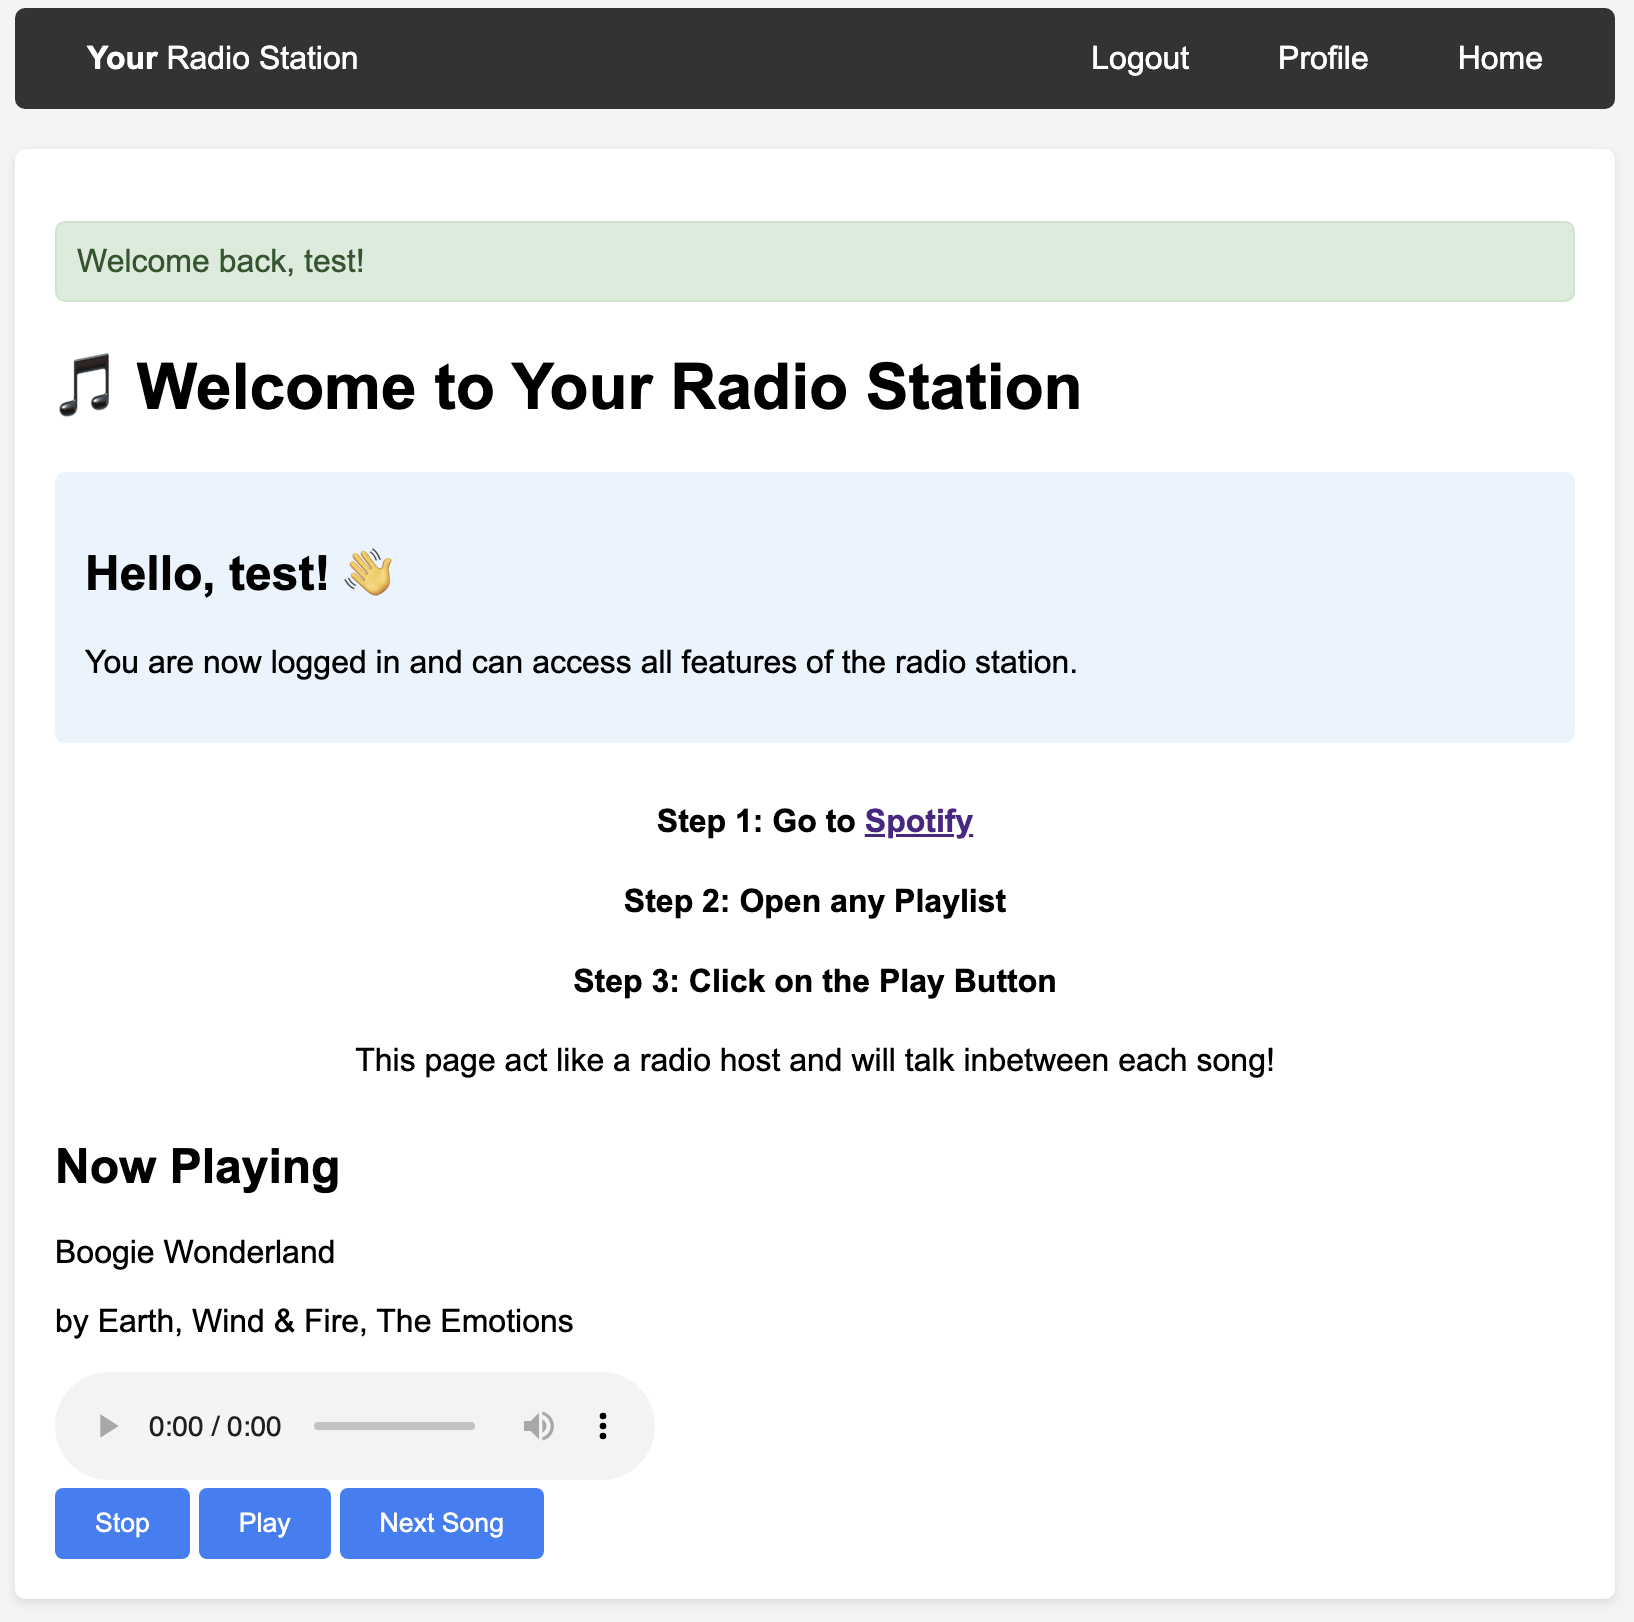 Your Radio Station
Logout
Profile
Home
Welcome back, test!
🎵 Welcome to Your Radio Station
Hello, test! 👋
You are now logged in and can access all features of the radio station.
Step 1: Go to Spotify
Step 2: Open any Playlist
Step 3: Click on the Play Button
This page act like a radio host and will talk inbetween each song!
Now Playing
Boogie Wonderland
by Earth, Wind & Fire, The Emotions
0:00 / 0:00
Stop
Play
Next Song